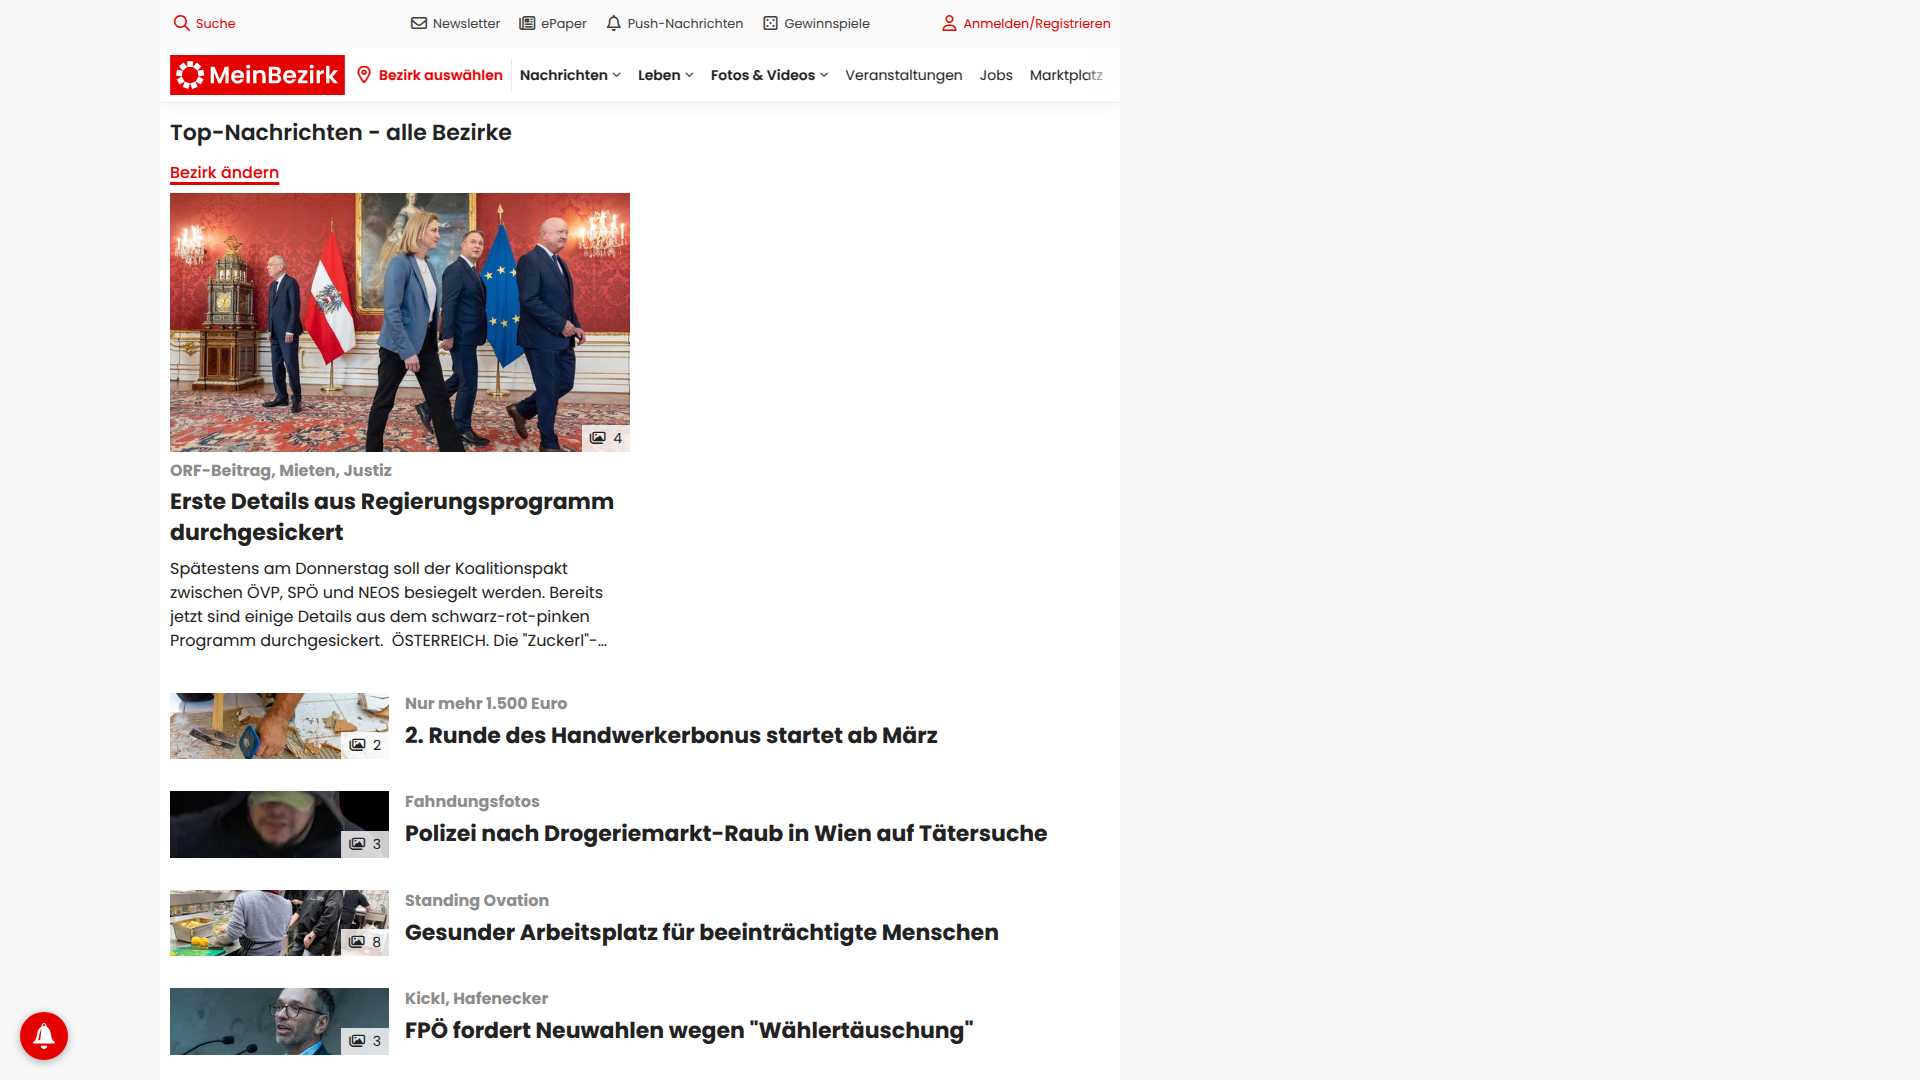 Suche
Newsletter
ePaper
Push-Nachrichten
Gewinnspiele
Anmelden/Registrieren
MeinBezirk
Bezirk auswählen
Nachrichten
Leben
Fotos & Videos
Veranstaltungen
Jobs
Marktplatz
Top-Nachrichten - alle Bezirke
Bezirk ändern
4
ORF-Beitrag, Mieten, Justiz
Erste Details aus Regierungsprogramm
durchgesickert
Spätestens am Donnerstag soll der Koalitionspakt
zwischen ÖVP, SPÖ und NEOS besiegelt werden. Bereits
jetzt sind einige Details aus dem schwarz-rot-pinken
Programm durchgesickert.  ÖSTERREICH. Die "Zuckerl"-...
2
Nur mehr 1.500 Euro
2. Runde des Handwerkerbonus startet ab März
3
Fahndungsfotos
Polizei nach Drogeriemarkt-Raub in Wien auf Tätersuche
8
Standing Ovation
Gesunder Arbeitsplatz für beeinträchtigte Menschen
3
Kickl, Hafenecker
FPÖ fordert Neuwahlen wegen "Wählertäuschung"